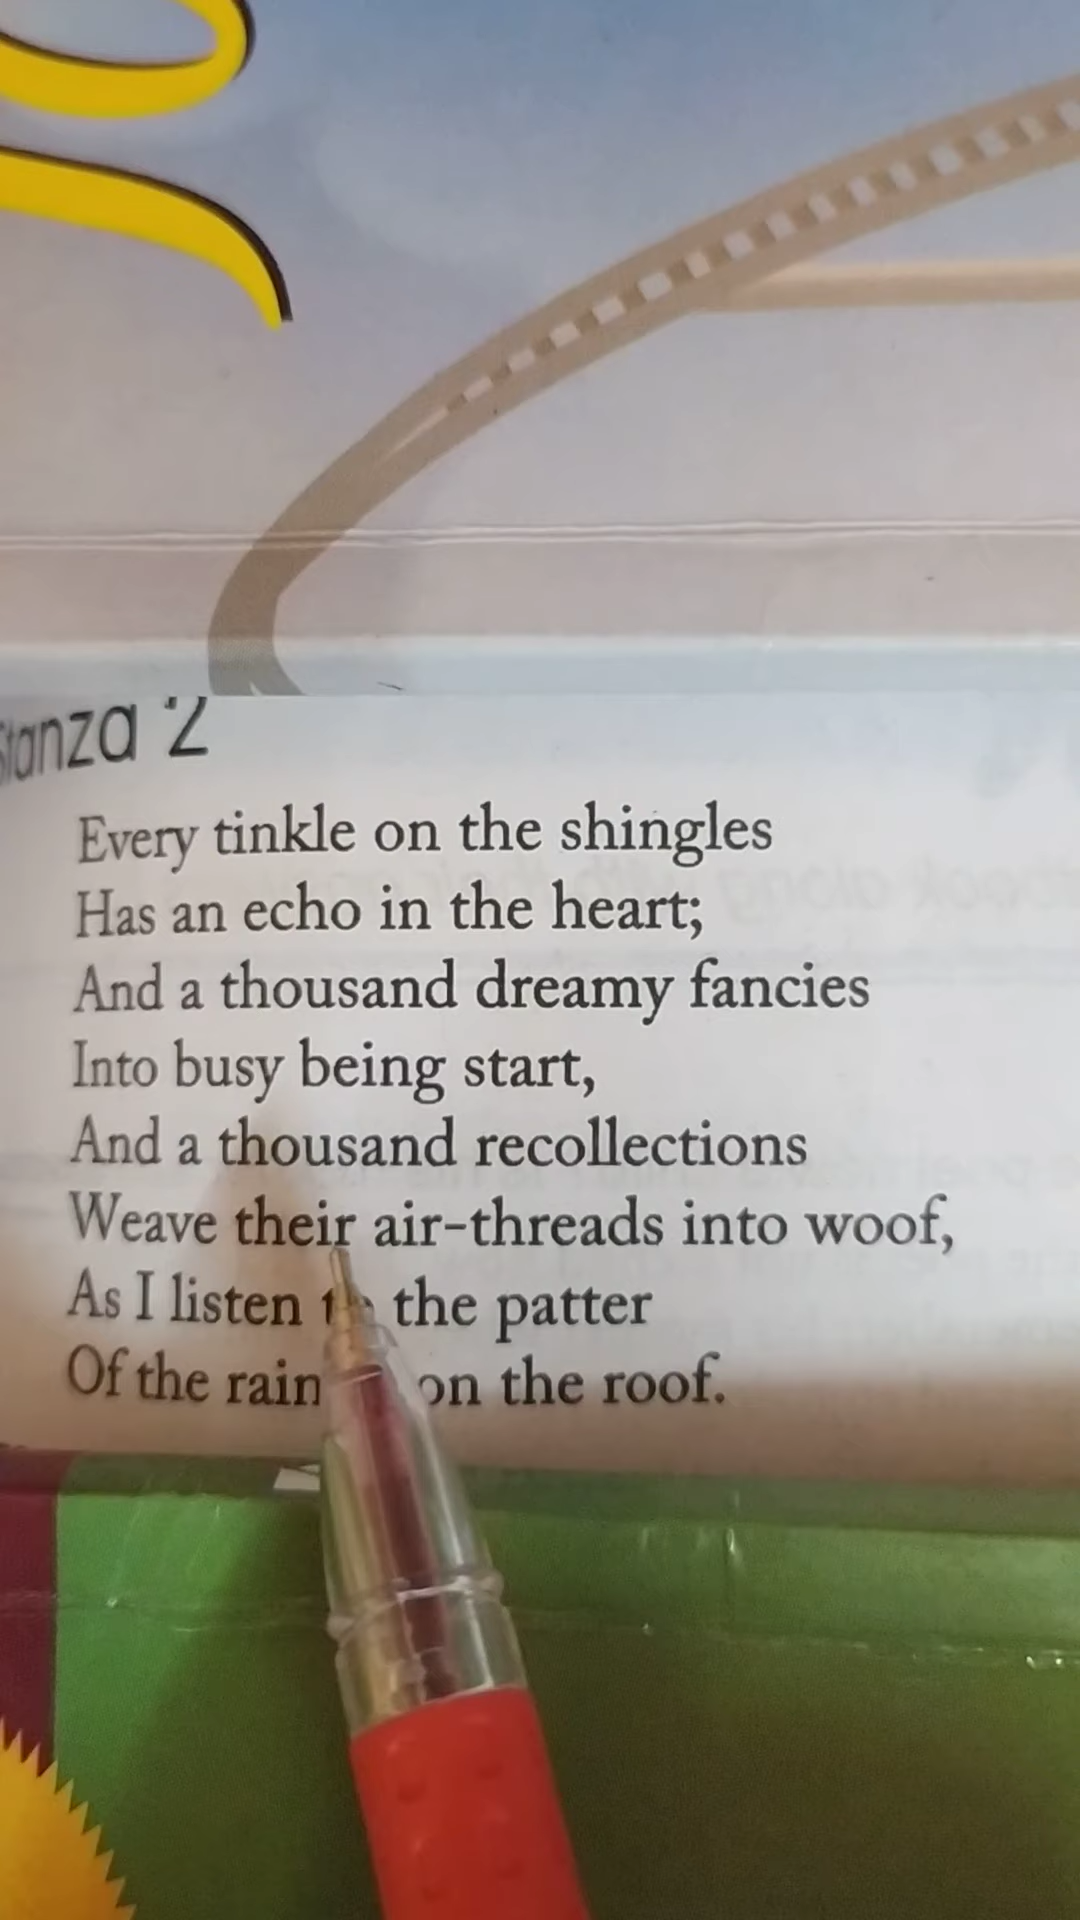 Stanza 2
Every tinkle on the shingles
Has an echo in the heart;
And a thousand dreamy fancies
Into busy being start,
And a thousand recollections
Weave their air-threads into woof,
As I listen the patter
Of the rain on the roof.